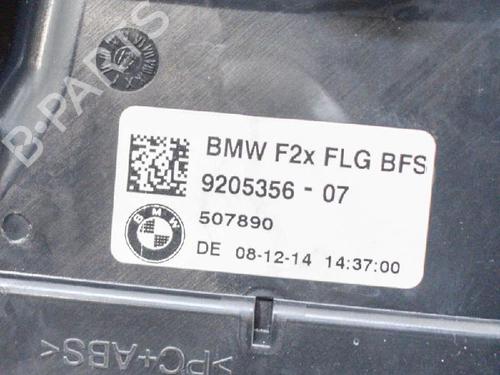 B-PARTS
BMW F2x FLG BFS
9205356 - 07
BMW
507890
DE 08-12-14 14:37:00
>PC+ABS<